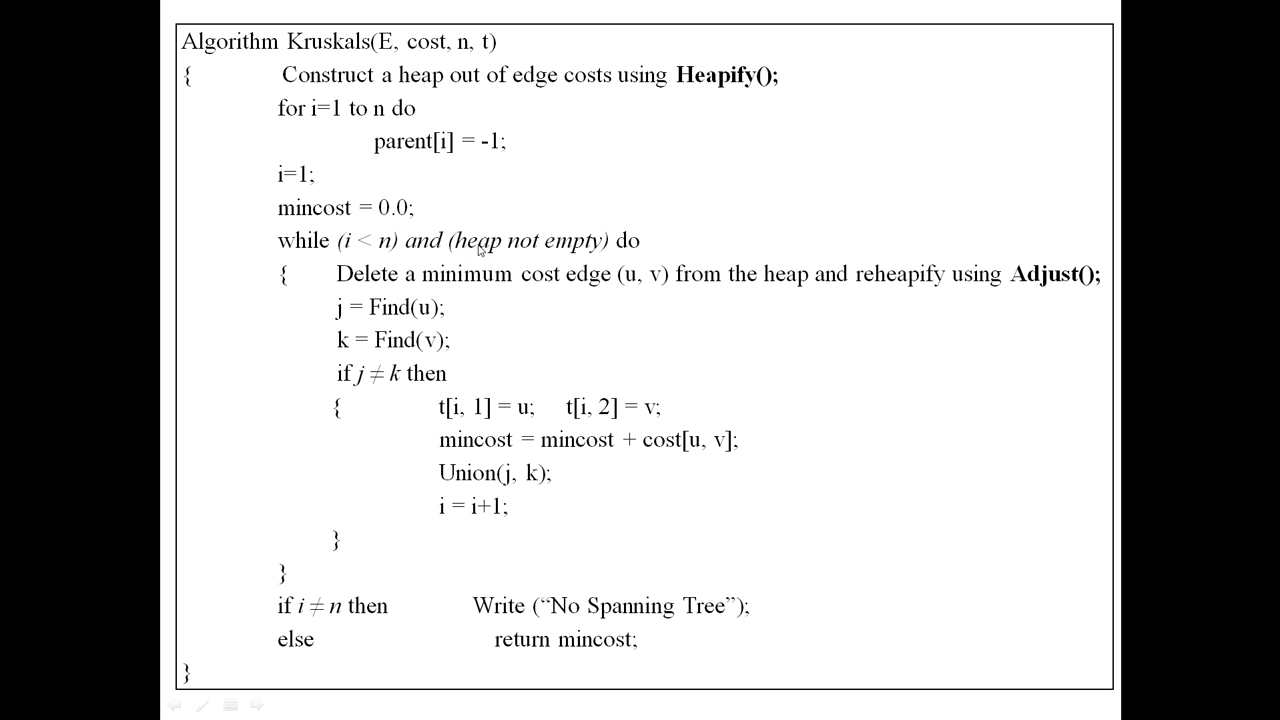 Algorithm Kruskals(E, cost, n, t)
{ Construct a heap out of edge costs using Heapify();
for i=1 to n do
parent[i] = -1;
i=1;
mincost = 0.0;
while (i < n) and (heap not empty) do
{ Delete a minimum cost edge (u, v) from the heap and reheapify using Adjust();
j = Find(u);
k = Find(v);
if j ≠ k then
{ t[i, 1] = u; t[i, 2] = v;
mincost = mincost + cost[u, v];
Union(j, k);
i = i+1;
}
}
if i ≠ n then Write (“No Spanning Tree”);
else return mincost;
}